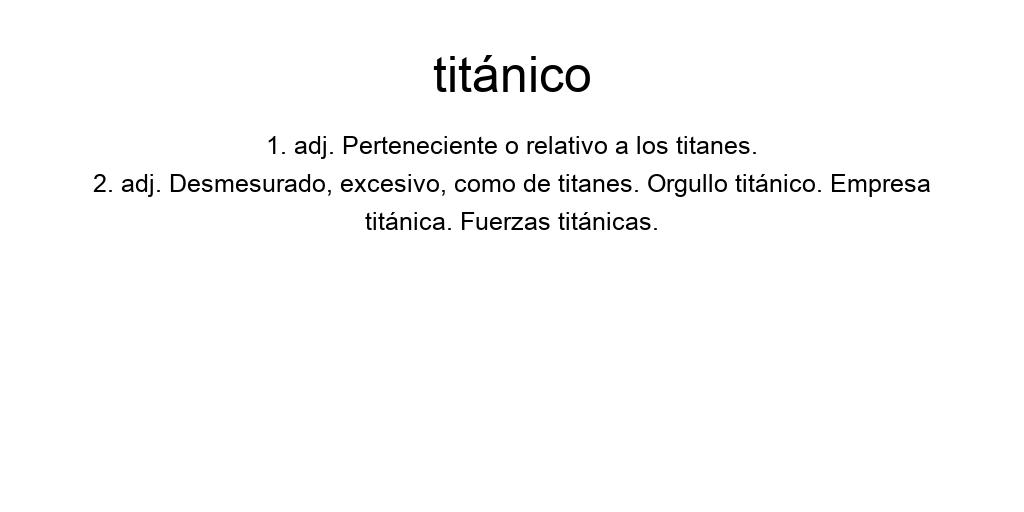 titánico
1. adj. Perteneciente o relativo a los titanes.
2. adj. Desmesurado, excesivo, como de titanes. Orgullo titánico. Empresa
titánica. Fuerzas titánicas.